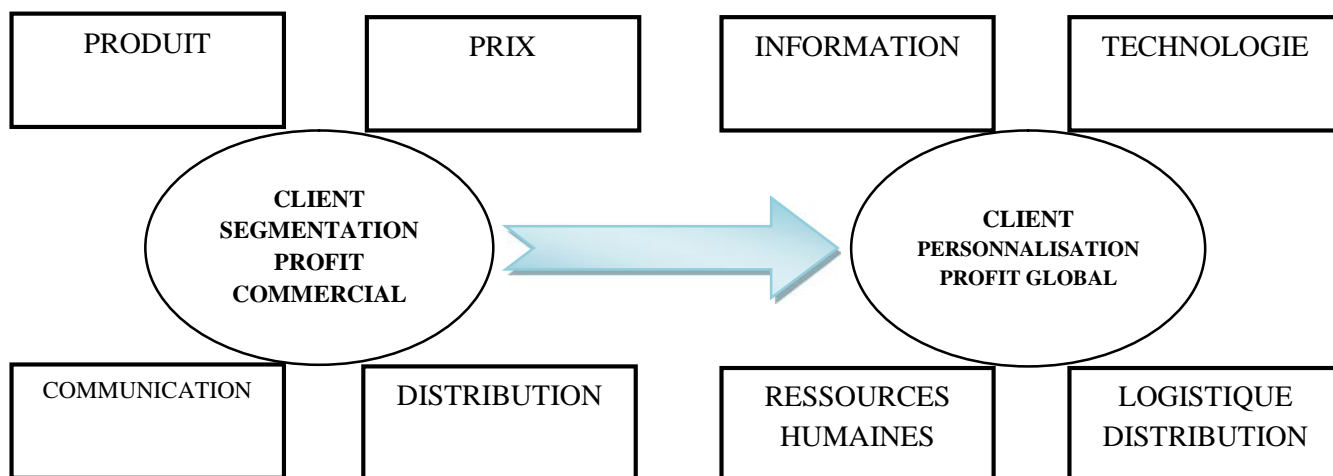 PRODUIT
PRIX
INFORMATION
TECHNOLOGIE
CLIENT
SEGMENTATION
PROFIT
COMMERCIAL
CLIENT
PERSONNALISATION
PROFIT GLOBAL
COMMUNICATION
DISTRIBUTION
RESSOURCES
HUMAINES
LOGISTIQUE
DISTRIBUTION